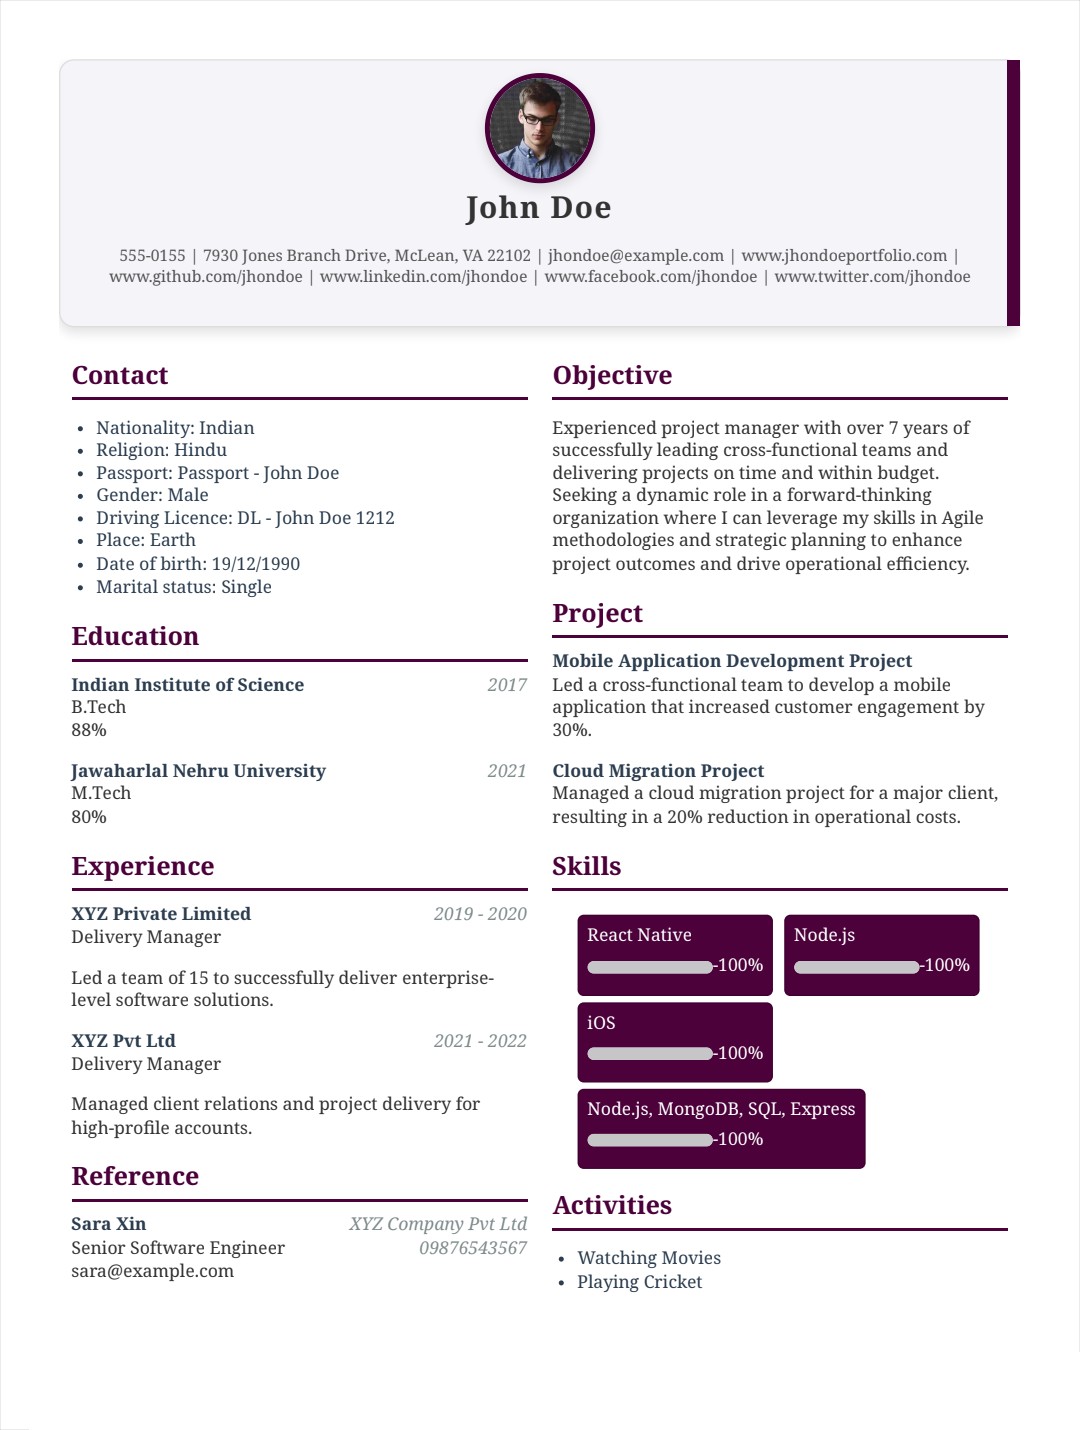 John Doe
555-0155 | 7930 Jones Branch Drive, McLean, VA 22102 | jhondoe@example.com | www.jhondoeportfolio.com |
www.github.com/jhondoe | www.linkedin.com/jhondoe | www.facebook.com/jhondoe | www.twitter.com/jhondoe
Contact
• Nationality: Indian
• Religion: Hindu
• Passport: Passport - John Doe
• Gender: Male
• Driving Licence: DL - John Doe 1212
• Place: Earth
• Date of birth: 19/12/1990
• Marital status: Single
Education
Indian Institute of Science 2017
B.Tech
88%
Jawaharlal Nehru University 2021
M.Tech
80%
Experience
XYZ Private Limited 2019 - 2020
Delivery Manager
Led a team of 15 to successfully deliver enterprise-
level software solutions.
XYZ Pvt Ltd 2021 - 2022
Delivery Manager
Managed client relations and project delivery for
high-profile accounts.
Reference
Sara Xin XYZ Company Pvt Ltd
Senior Software Engineer 09876543567
sara@example.com
Objective
Experienced project manager with over 7 years of
successfully leading cross-functional teams and
delivering projects on time and within budget.
Seeking a dynamic role in a forward-thinking
organization where I can leverage my skills in Agile
methodologies and strategic planning to enhance
project outcomes and drive operational efficiency.
Project
Mobile Application Development Project
Led a cross-functional team to develop a mobile
application that increased customer engagement by
30%.
Cloud Migration Project
Managed a cloud migration project for a major client,
resulting in a 20% reduction in operational costs.
Skills
React Native
-100%
Node.js
-100%
iOS
-100%
Node.js, MongoDB, SQL, Express
-100%
Activities
• Watching Movies
• Playing Cricket